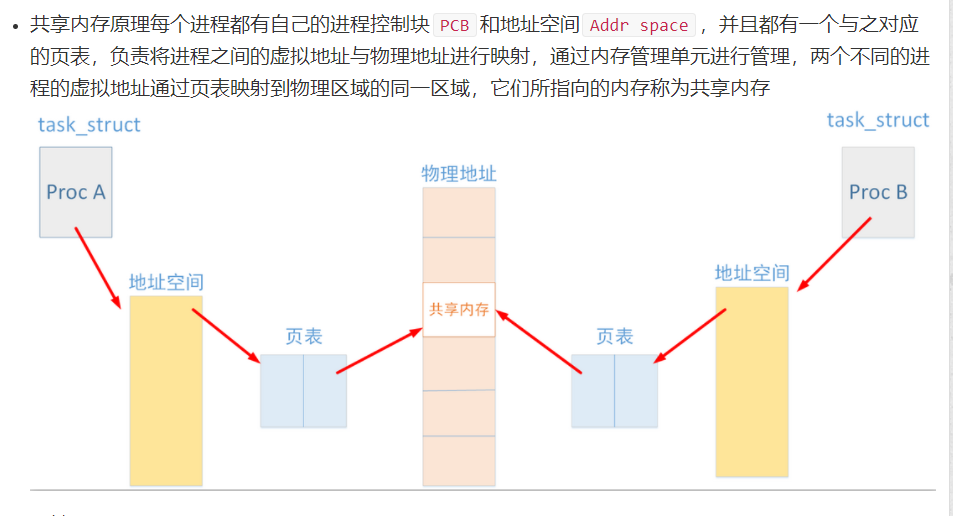 共享内存原理每个进程都有自己的进程控制块 PCB 和地址空间 Addr space ，并且都有一个与之对应
的页表，负责将进程之间的虚拟地址与物理地址进行映射，通过内存管理单元进行管理，两个不同的进
程的虚拟地址通过页表映射到物理区域的同一区域，它们所指向的内存称为共享内存
task_struct
task_struct
Proc A
物理地址
Proc B
地址空间
地址空间
共享内存
页表
页表